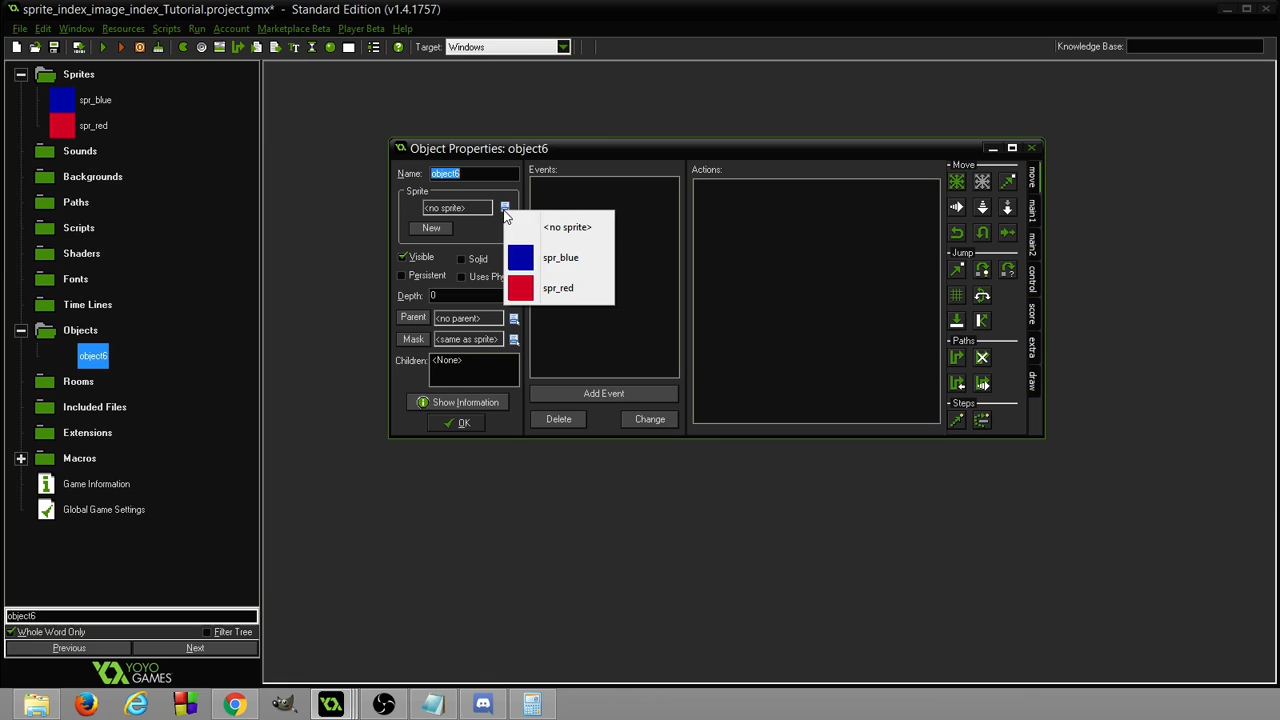 sprite_index_image_index_Tutorial.project.gmx* - Standard Edition (v1.4.1757)
File Edit Window Resources Scripts Run Account Marketplace Beta Player Beta Help
Target: Windows Knowledge Base:
Sprites
spr_blue
spr_red
Sounds
Backgrounds
Paths
Scripts
Shaders
Fonts
Time Lines
Objects
object6
Rooms
Included Files
Extensions
Macros
Game Information
Global Game Settings
object6
Whole Word Only Filter Tree
Previous Next
YOYO
GAMES
Object Properties: object6
Name: object6
Sprite
<no sprite>
New
<no sprite>
spr_blue
spr_red
Visible Solid
Persistent Uses Phy
Depth: 0
Parent <no parent>
Mask <same as sprite>
Children: <None>
Show Information
OK
Events:
Add Event
Delete Change
Actions:
Move
Jump
Paths
Steps
move
main1
main2
control
score
extra
draw